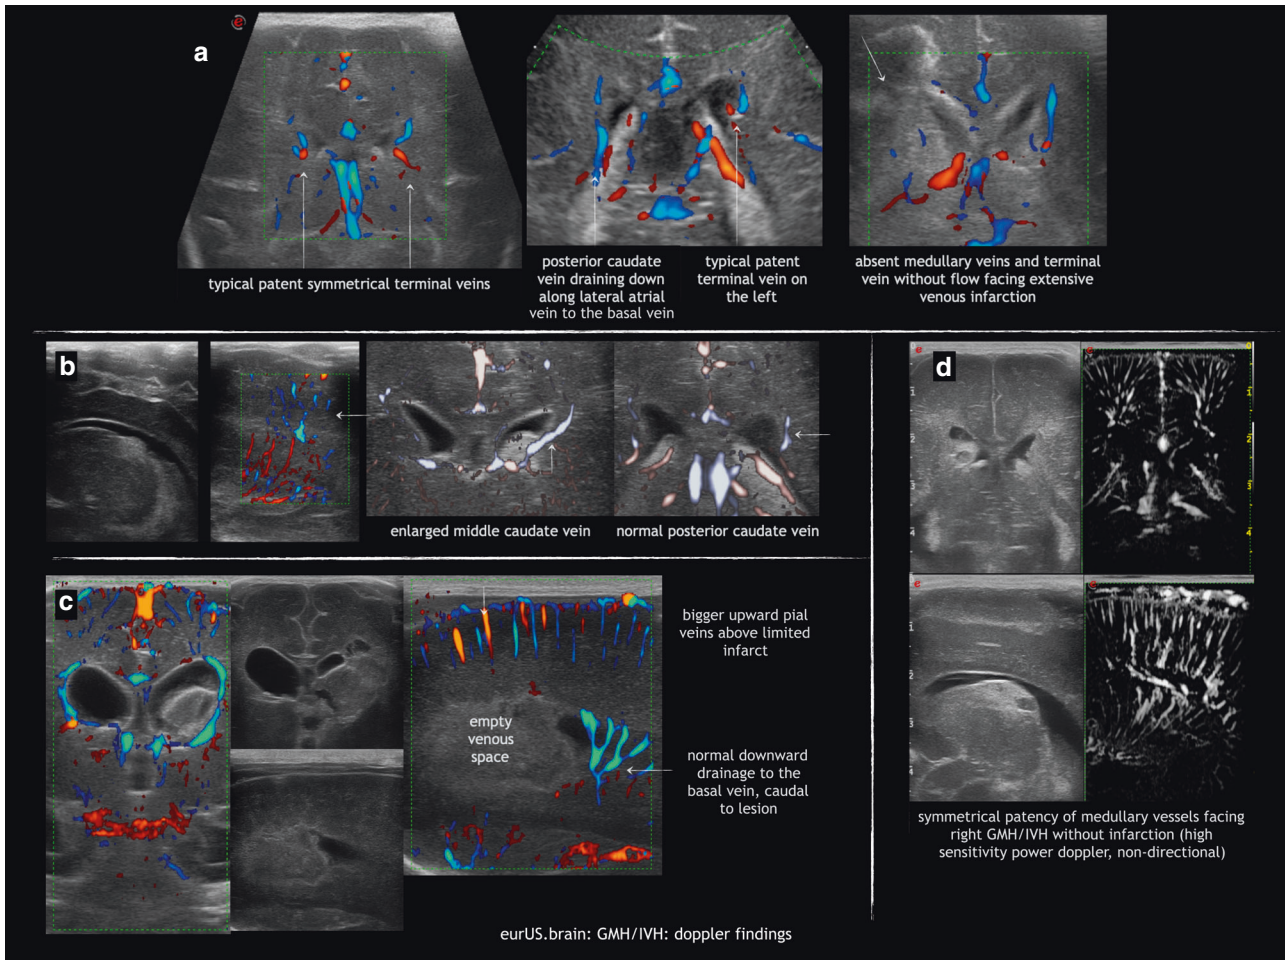 a
typical patent symmetrical terminal veins
posterior caudate
vein draining down
along lateral atrial
vein to the basal vein
typical patent
terminal vein on
the left
absent medullary veins and terminal
vein without flow facing extensive
venous infarction
b
enlarged middle caudate vein
normal posterior caudate vein
c
empty
venous
space
bigger upward pial
veins above limited
infarct
normal downward
drainage to the
basal vein, caudal
to lesion
d
symmetrical patency of medullary vessels facing
right GMH/IVH without infarction (high
sensitivity power doppler, non-directional)
eurUS.brain: GMH/IVH: doppler findings